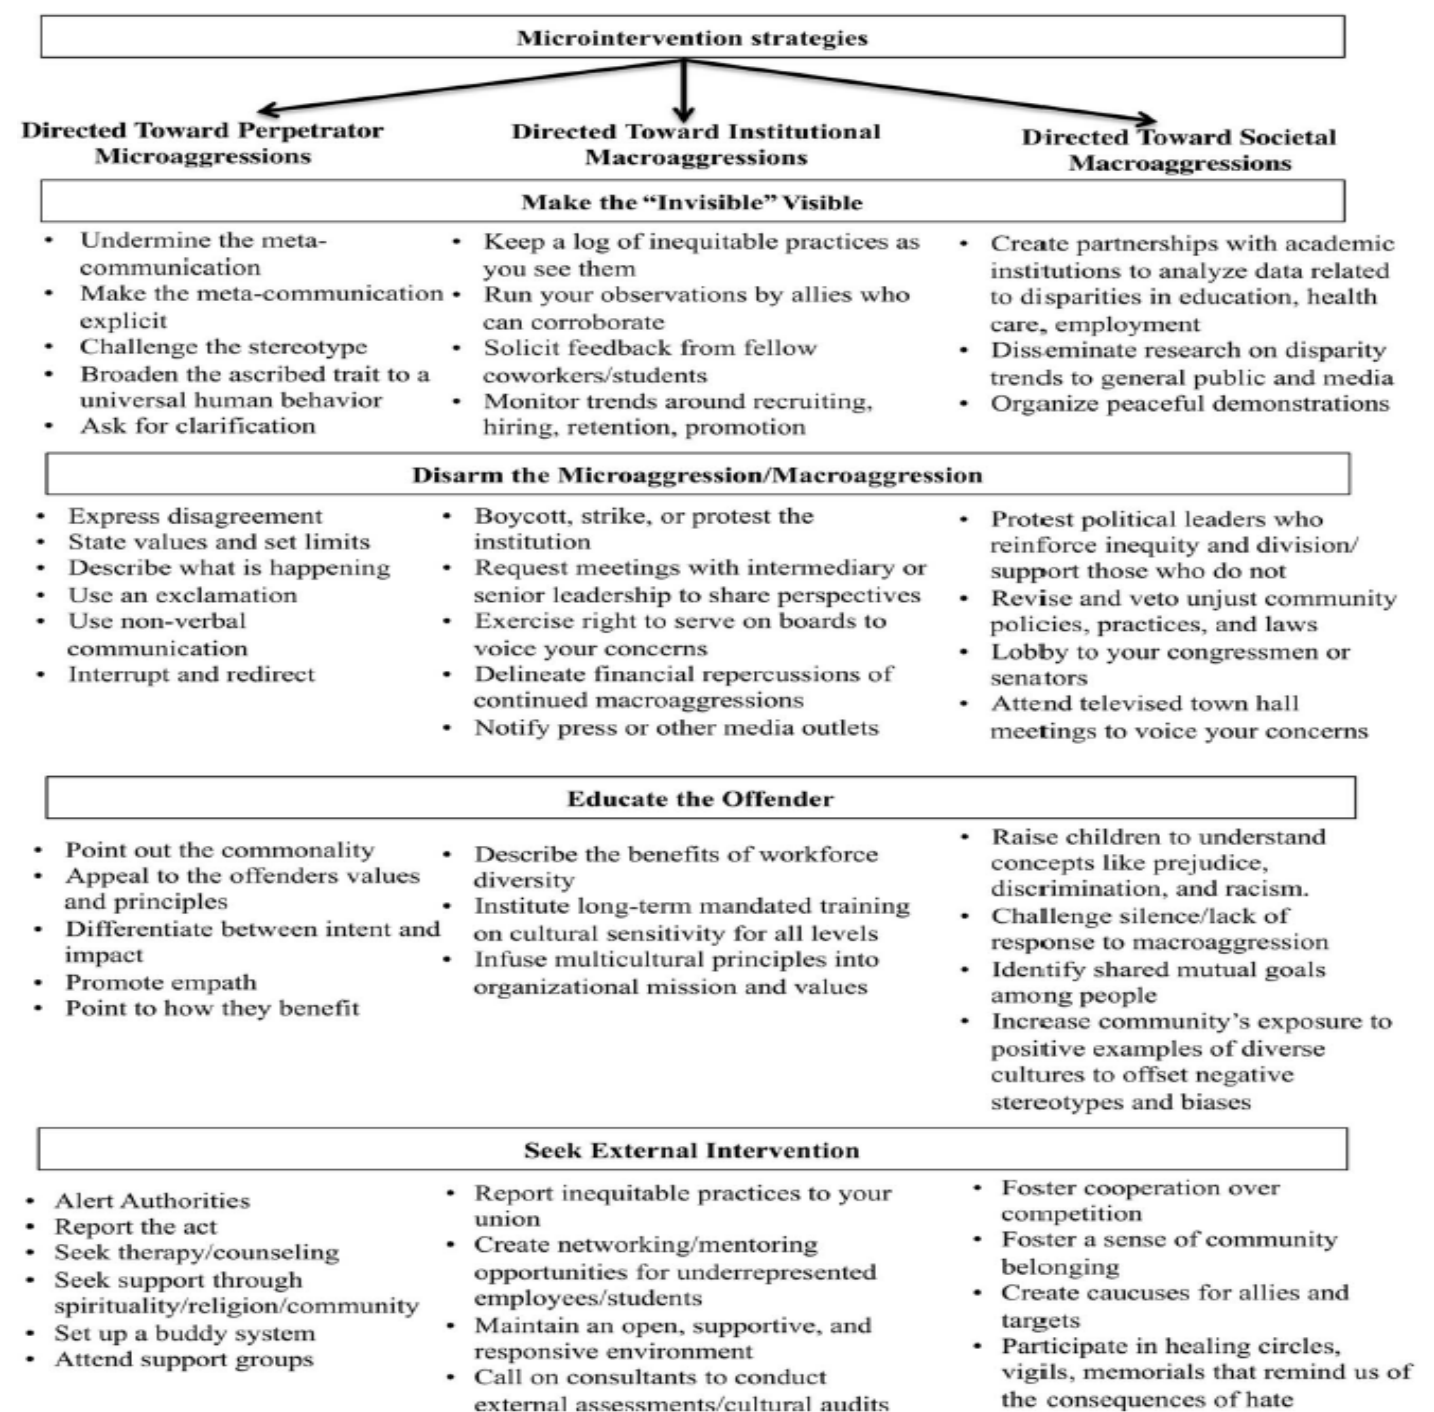 Microintervention strategies
Directed Toward Perpetrator
Microaggressions
Directed Toward Institutional
Macroaggressions
Directed Toward Societal
Macroaggressions
Make the “Invisible” Visible
• Undermine the meta-
communication
• Make the meta-communication
explicit
• Challenge the stereotype
• Broaden the ascribed trait to a
universal human behavior
• Ask for clarification
• Keep a log of inequitable practices as
you see them
• Run your observations by allies who
can corroborate
• Solicit feedback from fellow
coworkers/students
• Monitor trends around recruiting,
hiring, retention, promotion
• Create partnerships with academic
institutions to analyze data related
to disparities in education, health
care, employment
• Disseminate research on disparity
trends to general public and media
• Organize peaceful demonstrations
Disarm the Microaggression/Macroaggression
• Express disagreement
• State values and set limits
• Describe what is happening
• Use an exclamation
• Use non-verbal
communication
• Interrupt and redirect
• Boycott, strike, or protest the
institution
• Request meetings with intermediary or
senior leadership to share perspectives
• Exercise right to serve on boards to
voice your concerns
• Delineate financial repercussions of
continued macroaggressions
• Notify press or other media outlets
• Protest political leaders who
reinforce inequity and division/
support those who do not
• Revise and veto unjust community
policies, practices, and laws
• Lobby to your congressmen or
senators
• Attend televised town hall
meetings to voice your concerns
Educate the Offender
• Point out the commonality
• Appeal to the offenders values
and principles
• Differentiate between intent and
impact
• Promote empath
• Point to how they benefit
• Describe the benefits of workforce
diversity
• Institute long-term mandated training
on cultural sensitivity for all levels
• Infuse multicultural principles into
organizational mission and values
• Raise children to understand
concepts like prejudice,
discrimination, and racism.
• Challenge silence/lack of
response to macroaggression
• Identify shared mutual goals
among people
• Increase community’s exposure to
positive examples of diverse
cultures to offset negative
stereotypes and biases
Seek External Intervention
• Alert Authorities
• Report the act
• Seek therapy/counseling
• Seek support through
spirituality/religion/community
• Set up a buddy system
• Attend support groups
• Report inequitable practices to your
union
• Create networking/mentoring
opportunities for underrepresented
employees/students
• Maintain an open, supportive, and
responsive environment
• Call on consultants to conduct
external assessments/cultural audits
• Foster cooperation over
competition
• Foster a sense of community
belonging
• Create caucuses for allies and
targets
• Participate in healing circles,
vigils, memorials that remind us of
the consequences of hate